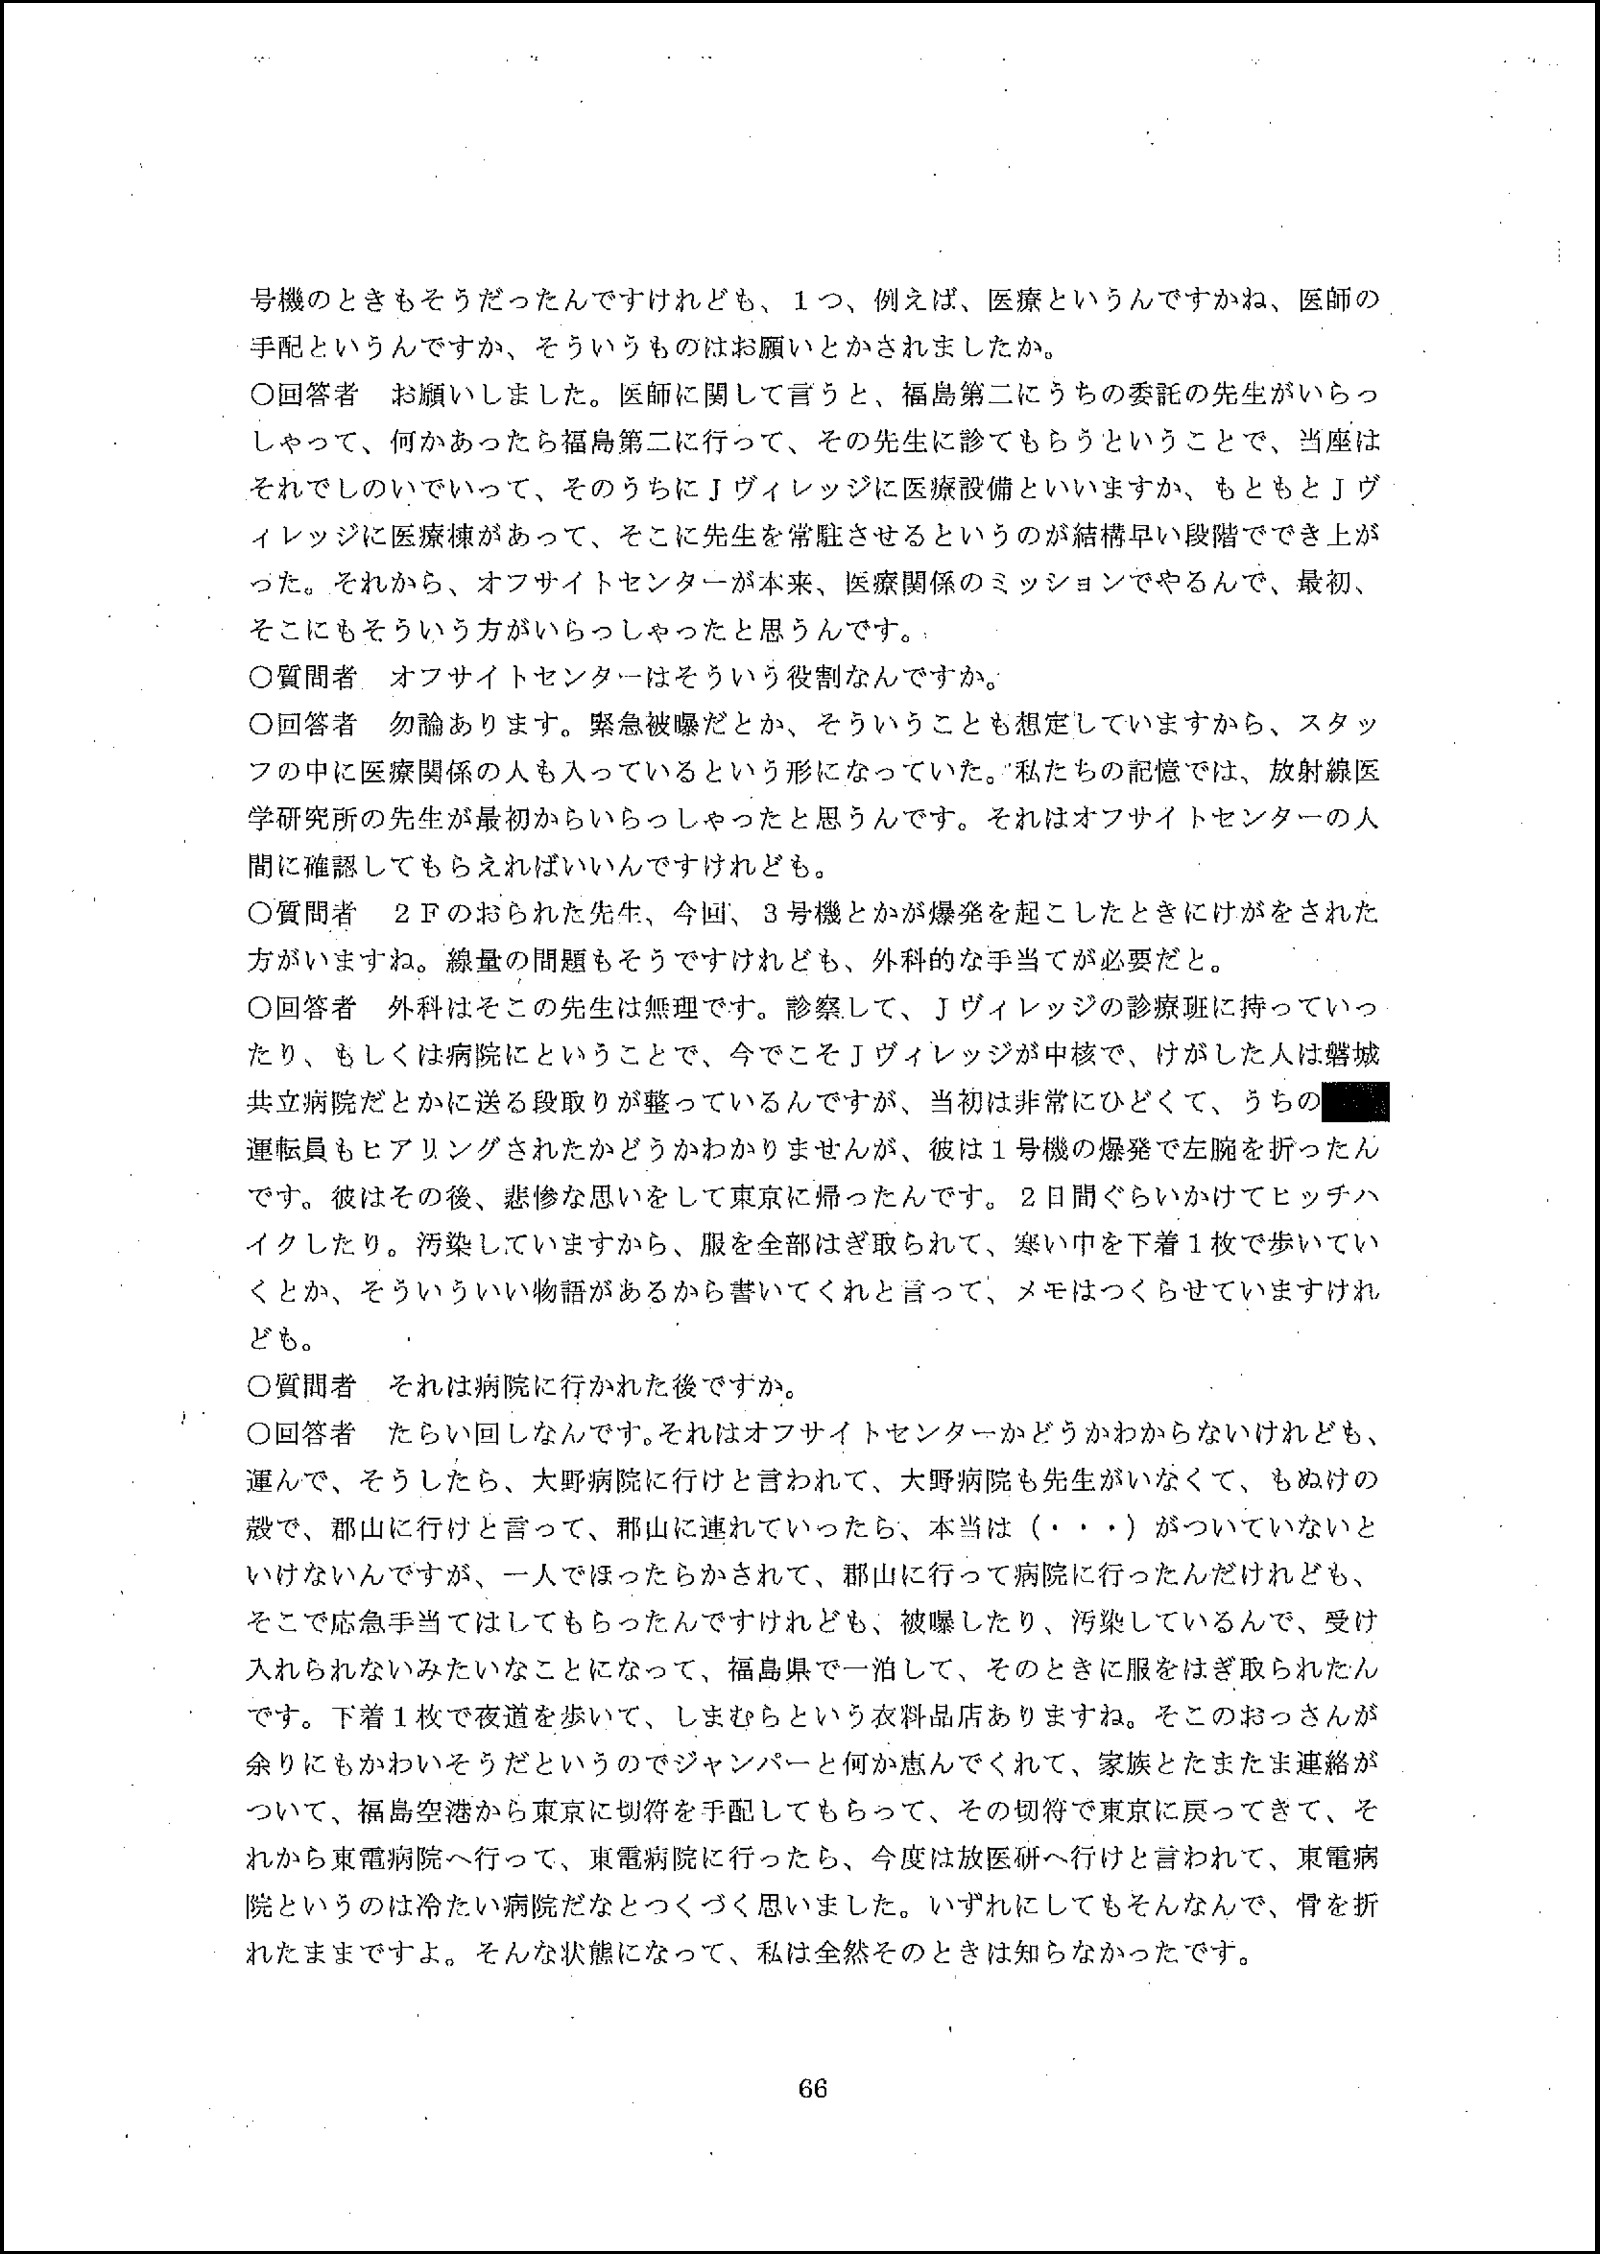 号機のときもそうだったんですけれども、１つ、例えば、医療というんですかね、医師の
手配というんですか、そういうものはお願いとかされましたか。
〇回答者　お願いしました。医師に関して言うと、福島第二にうちの委託の先生がいらっ
しゃって、何かあったら福島第二に行って、その先生に診てもらうということで、当座は
それでしのいでいって、そのうちにＪヴィレッジに医療設備といいますか、もともとＪヴ
ィレッジに医療棟があって、そこに先生を常駐させるというのが結構早い段階ででき上が
った。それから、オフサイトセンターが本来、医療関係のミッションでやるんで、最初、
そこにもそういう方がいらっしゃったと思うんです。
〇質問者　オフサイトセンターはそういう役割なんですか。
〇回答者　勿論あります。緊急被曝だとか、そういうことも想定していますから、スタッ
フの中に医療関係の人も入っているという形になっていた。私たちの記憶では、放射線医
学研究所の先生が最初からいらっしゃったと思うんです。それはオフサイトセンターの人
間に確認してもらえればいいんですけれども。
〇質問者　２Ｆのおられた先生、今回、３号機とかが爆発を起こしたときにけがをされた
方がいますね。線量の問題もそうですけれども、外科的な手当てが必要だと。
〇回答者　外科はそこの先生は無理です。診察して、Ｊヴィレッジの診療班に持っていっ
たり、もしくは病院にということで、今でこそＪヴィレッジが中核で、けがした人は磐城
共立病院だとかに送る段取りが整っているんですが、当初は非常にひどくて、うちの
運転員もヒアリングされたかどうかわかりませんが、彼は１号機の爆発で左腕を折ったん
です。彼はその後、悲惨な思いをして東京に帰ったんです。２日間ぐらいかけてヒッチハ
イクしたり。汚染していますから、服を全部はぎ取られて、寒い中を下着１枚で歩いてい
くとか、そういういい物語があるから書いてくれと言って、メモはつくらせていますけれ
ども。
〇質問者　それは病院に行かれた後ですか。
〇回答者　たらい回しなんです。それはオフサイトセンターかどうかわからないけれども、
運んで、そうしたら、大野病院に行けと言われて、大野病院も先生がいなくて、もぬけの
殻で、郡山に行けと言って、郡山に連れていったら、本当は（・・・）がついていないと
いけないんですが、一人でほったらかされて、郡山に行って病院に行ったんだけれども、
そこで応急手当てはしてもらったんですけれども、被曝したり、汚染しているんで、受け
入れられないみたいなことになって、福島県で一泊して、そのときに服をはぎ取られたん
です。下着１枚で夜道を歩いて、しまむらという衣料品店ありますね。そこのおっさんが
余りにもかわいそうだというのでジャンパーと何か恵んでくれて、家族とたまたま連絡が
ついて、福島空港から東京に切符を手配してもらって、その切符で東京に戻ってきて、そ
れから東電病院へ行って、東電病院に行ったら、今度は放医研へ行けと言われて、東電病
院というのは冷たい病院だなとつくづく思いました。いずれにしてもそんなんで、骨を折
れたままですよ。そんな状態になって、私は全然そのときは知らなかったです。
66